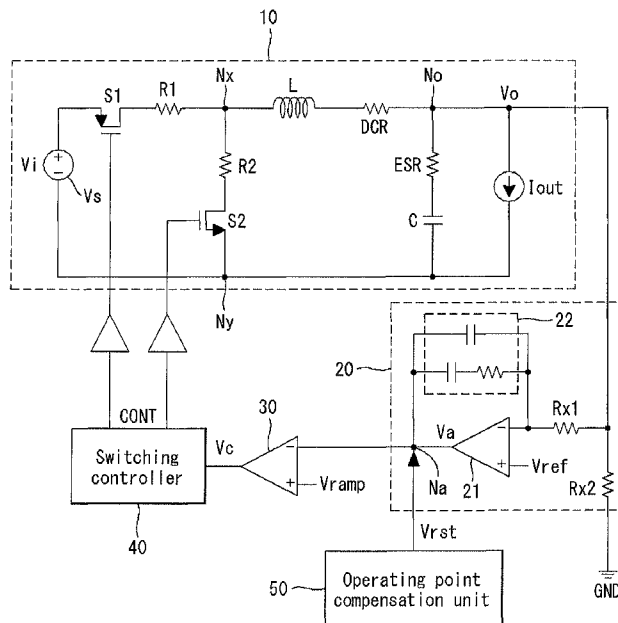 10
S1
R1
Nx
L
No
Vo
DCR
Vi
Vs
R2
ESR
Iout
S2
C
Ny
22
20
CONT
30
Vc
Va
Rx1
Switching
controller
Vramp
Na
21
Vref
Rx2
40
Vrst
GND
50
Operating point
compensation unit